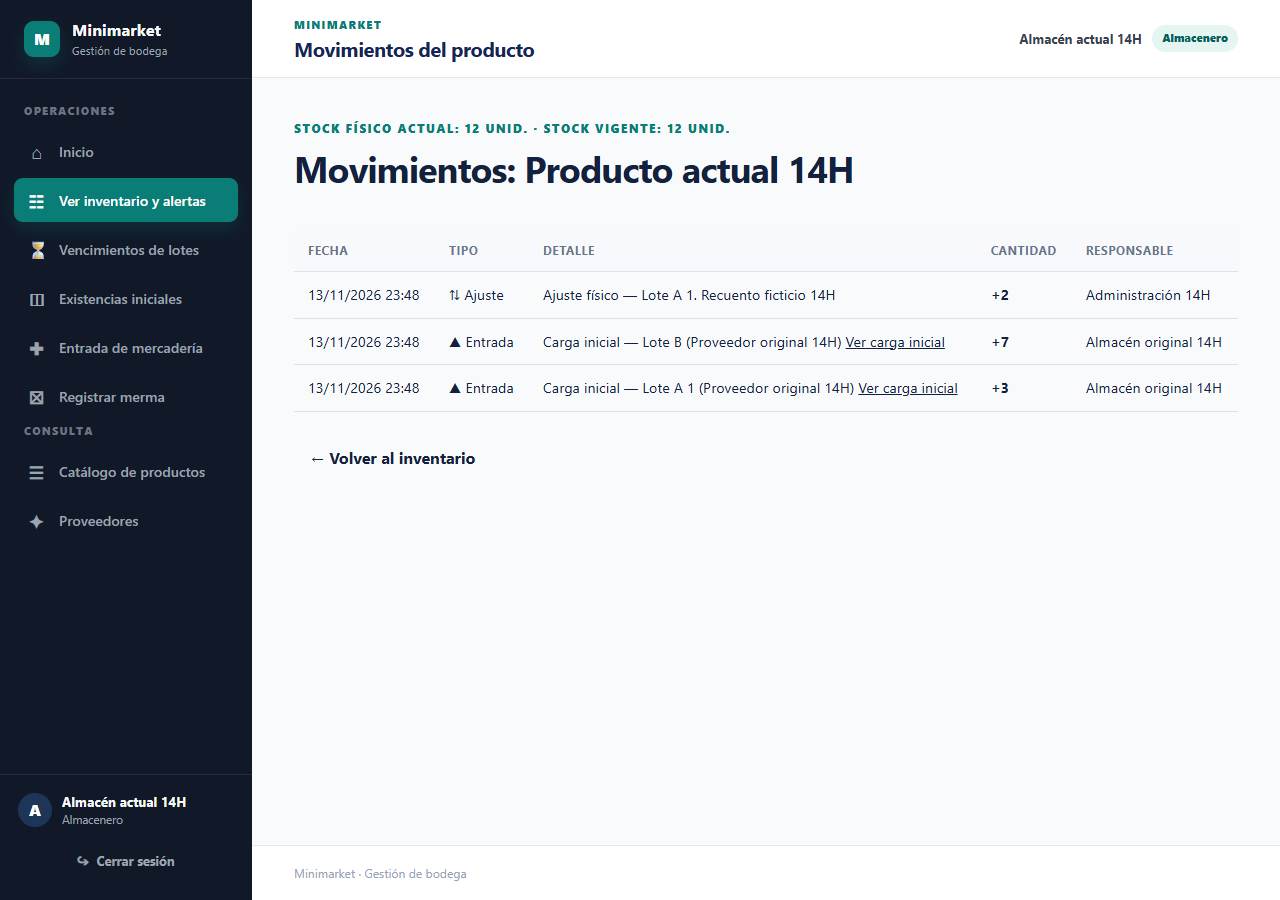 M
Minimarket
Gestión de bodega
OPERACIONES
Inicio
Ver inventario y alertas
Vencimientos de lotes
Existencias iniciales
Entrada de mercadería
Registrar merma
CONSULTA
Catálogo de productos
Proveedores
A
Almacén actual 14H
Almacenero
↪ Cerrar sesión
MINIMARKET
Movimientos del producto
Almacén actual 14H Almacenero
STOCK FÍSICO ACTUAL: 12 UNID. · STOCK VIGENTE: 12 UNID.
Movimientos: Producto actual 14H
FECHA TIPO DETALLE CANTIDAD RESPONSABLE
13/11/2026 23:48 ⇅ Ajuste Ajuste físico — Lote A 1. Recuento ficticio 14H +2 Administración 14H
13/11/2026 23:48 ▲ Entrada Carga inicial — Lote B (Proveedor original 14H) Ver carga inicial +7 Almacén original 14H
13/11/2026 23:48 ▲ Entrada Carga inicial — Lote A 1 (Proveedor original 14H) Ver carga inicial +3 Almacén original 14H
← Volver al inventario
Minimarket · Gestión de bodega